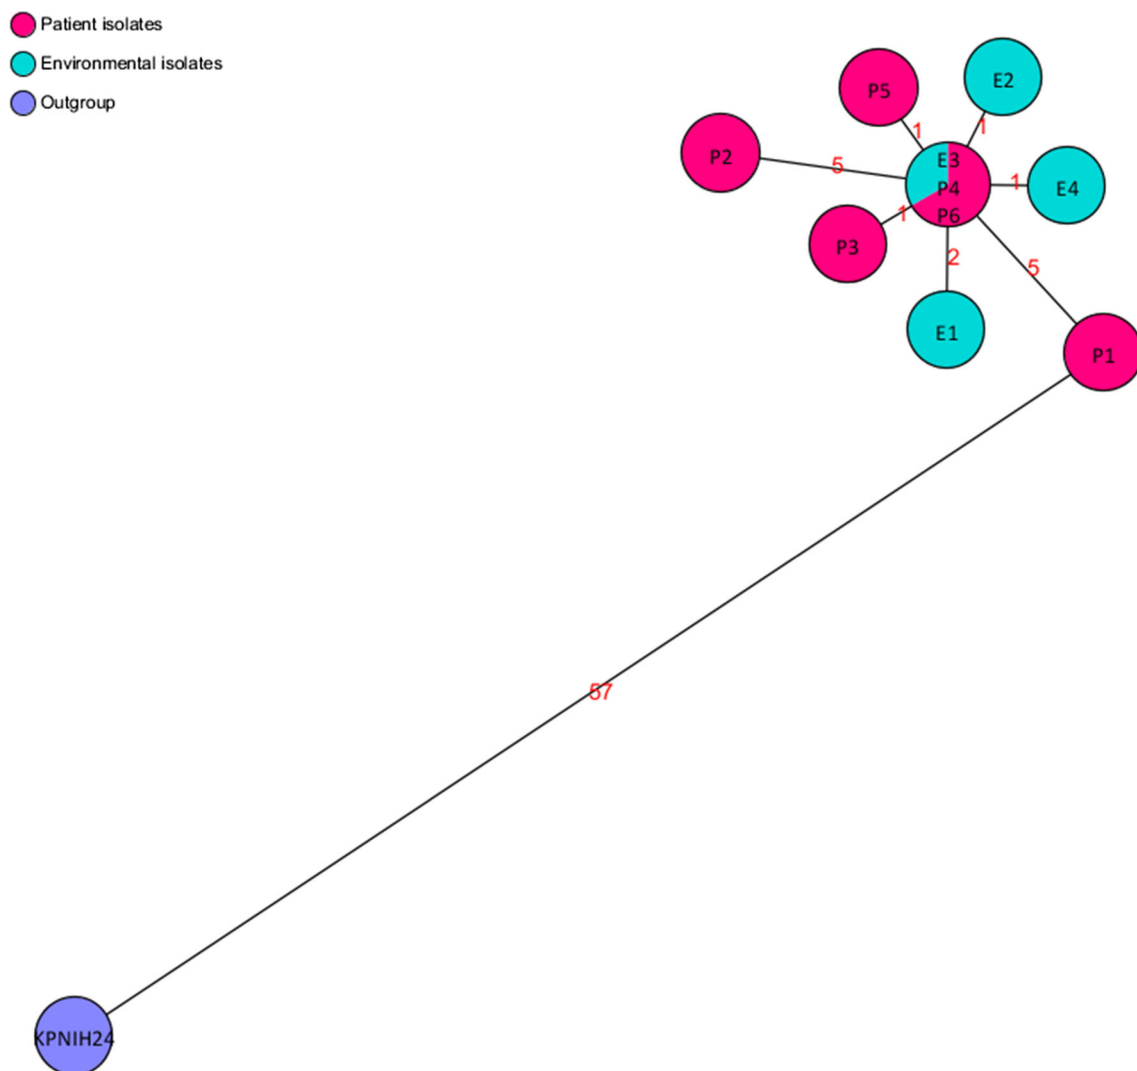 Patient isolates
Environmental isolates
Outgroup
E2
P5
1
1
P2
5
E3
P4
P6
1
E4
1
P3
2
5
E1
P1
57
KPNIH24